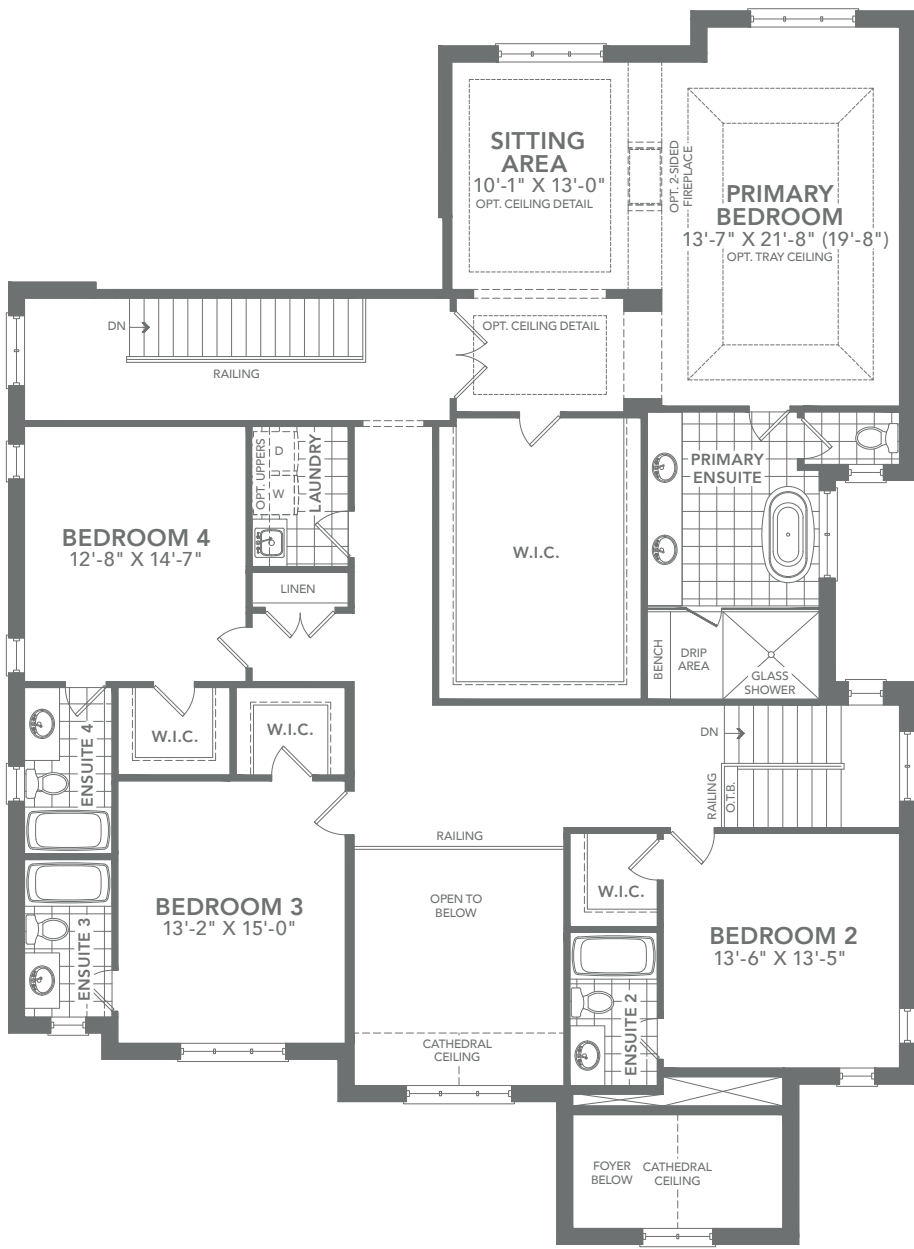 SITTING
AREA
10'-1" X 13'-0"
OPT. CEILING DETAIL
OPT. 2-SIDED
FIREPLACE
PRIMARY
BEDROOM
13'-7" X 21'-8" (19'-8")
OPT. TRAY CEILING
DN
RAILING
OPT. CEILING DETAIL
OPT. UPPERS
D
W
LAUNDRY
PRIMARY
ENSUITE
BEDROOM 4
12'-8" X 14'-7"
W.I.C.
LINEN
BENCH
DRIP
AREA
GLASS
SHOWER
ENSUITE 4
W.I.C.
W.I.C.
DN
RAILING
O.T.B.
RAILING
OPEN TO
BELOW
W.I.C.
BEDROOM 3
13'-2" X 15'-0"
ENSUITE 3
BEDROOM 2
13'-6" X 13'-5"
ENSUITE 2
CATHEDRAL
CEILING
FOYER
BELOW
CATHEDRAL
CEILING